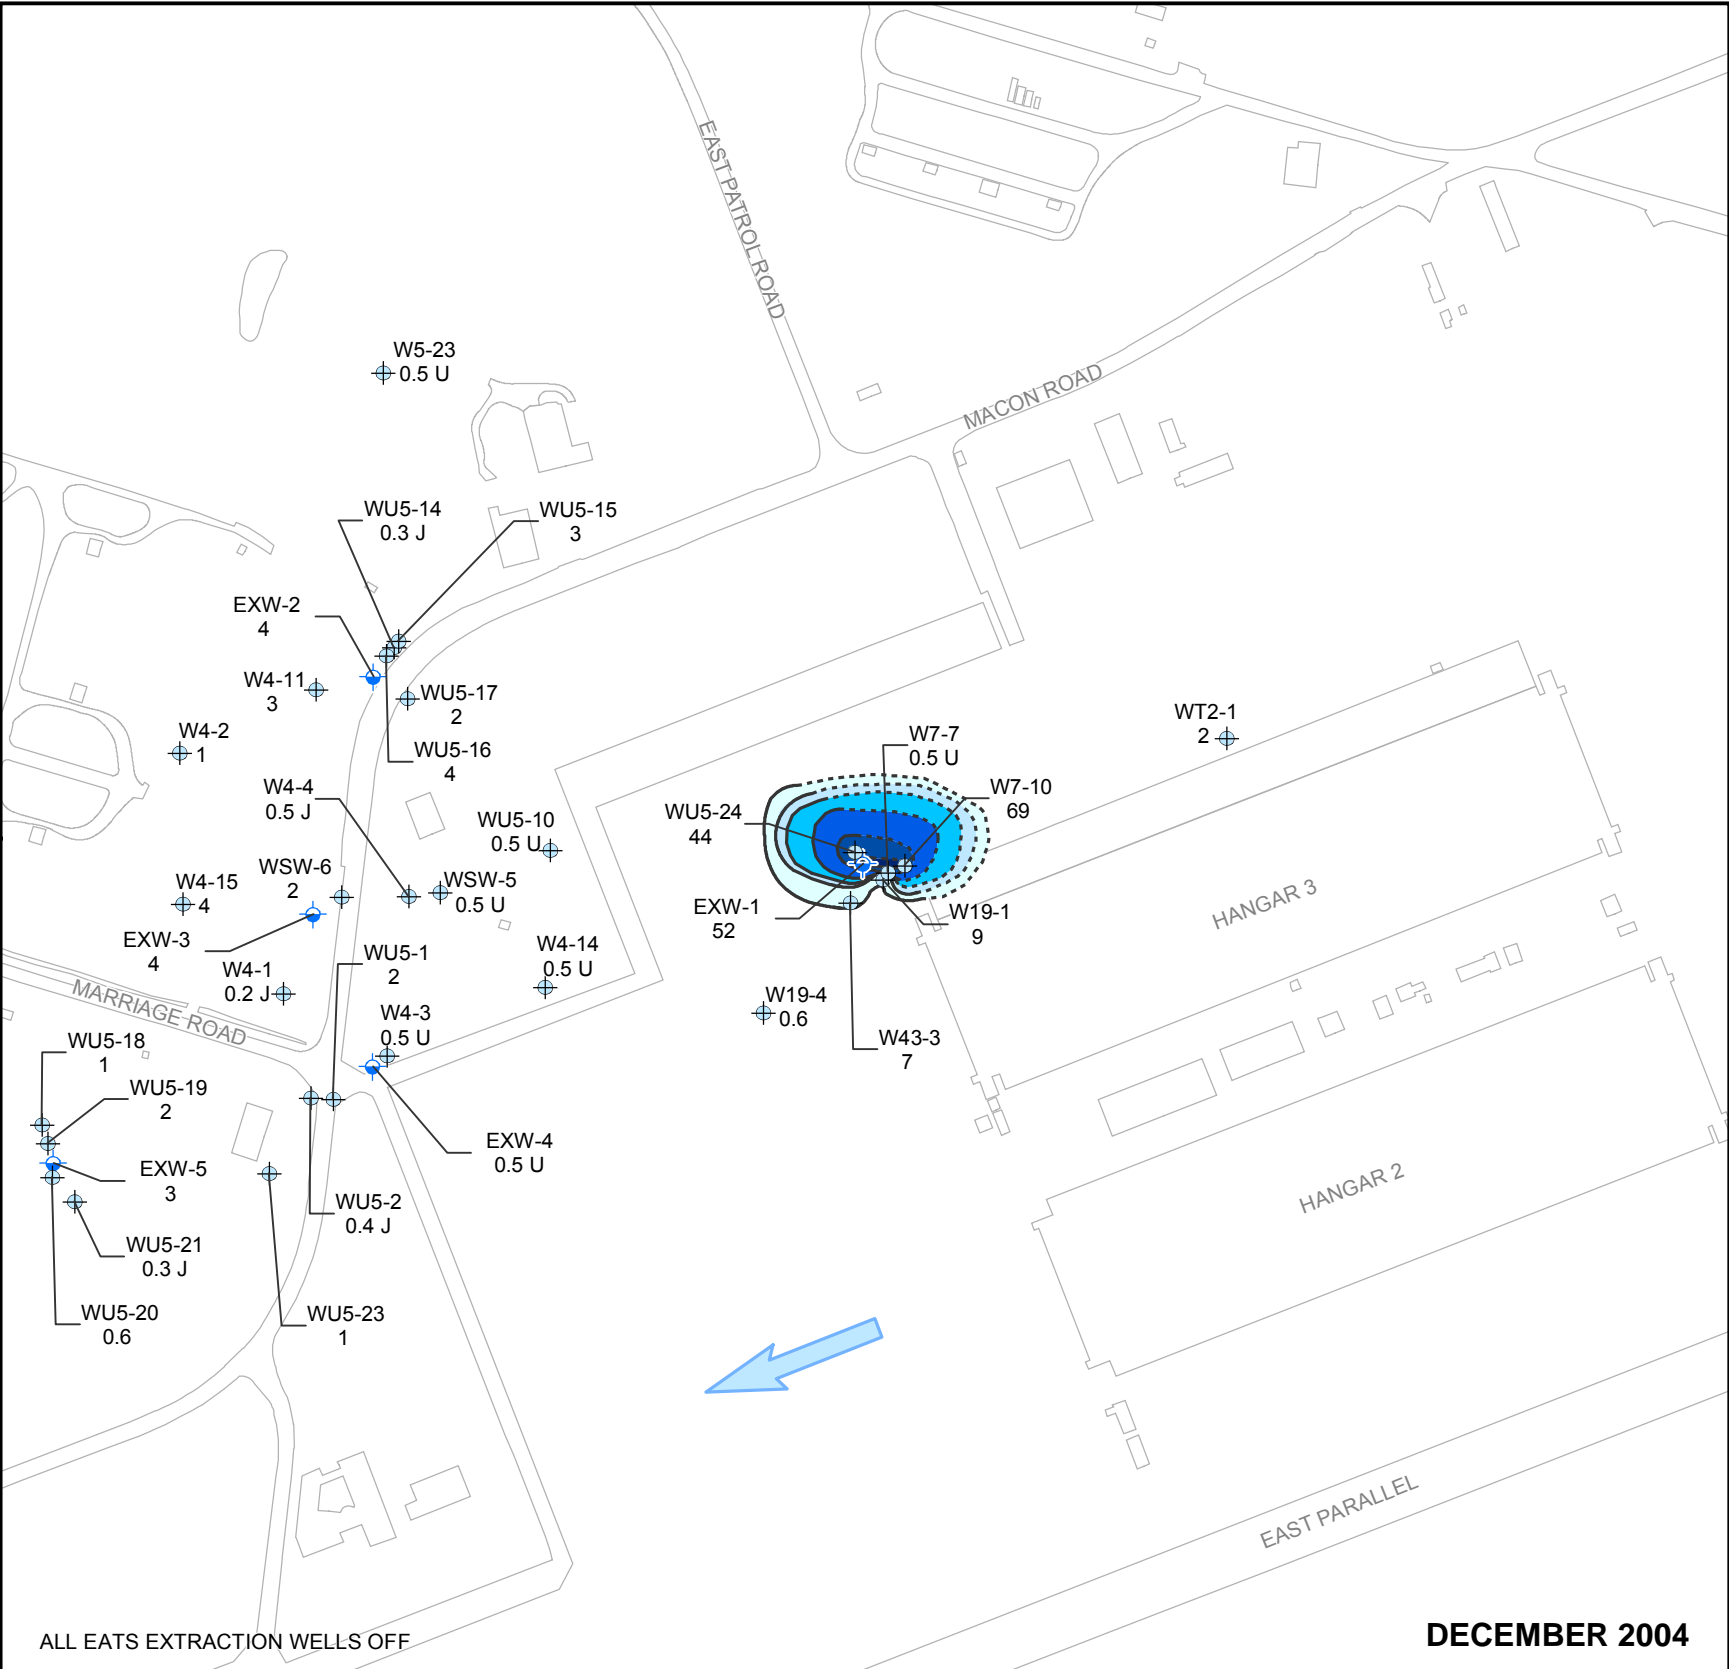 EAST PATROL ROAD
W5-23
0.5 U
MACON ROAD
WU5-14
0.3 J
WU5-15
3
EXW-2
4
W4-11
3
WU5-17
2
W4-2
1
WU5-16
4
WT2-1
2
W7-7
0.5 U
W4-4
0.5 J
W7-10
69
WU5-24
44
WU5-10
0.5 U
WSW-6
2
WSW-5
0.5 U
W4-15
4
EXW-1
52
W19-1
9
HANGAR 3
EXW-3
4
WU5-1
2
W4-14
0.5 U
W4-1
0.2 J
MARRIAGE ROAD
W19-4
0.6
W4-3
0.5 U
W43-3
7
WU5-18
1
WU5-19
2
EXW-4
0.5 U
EXW-5
3
HANGAR 2
WU5-2
0.4 J
WU5-21
0.3 J
WU5-20
0.6
WU5-23
1
EAST PARALLEL
ALL EATS EXTRACTION WELLS OFF
DECEMBER 2004